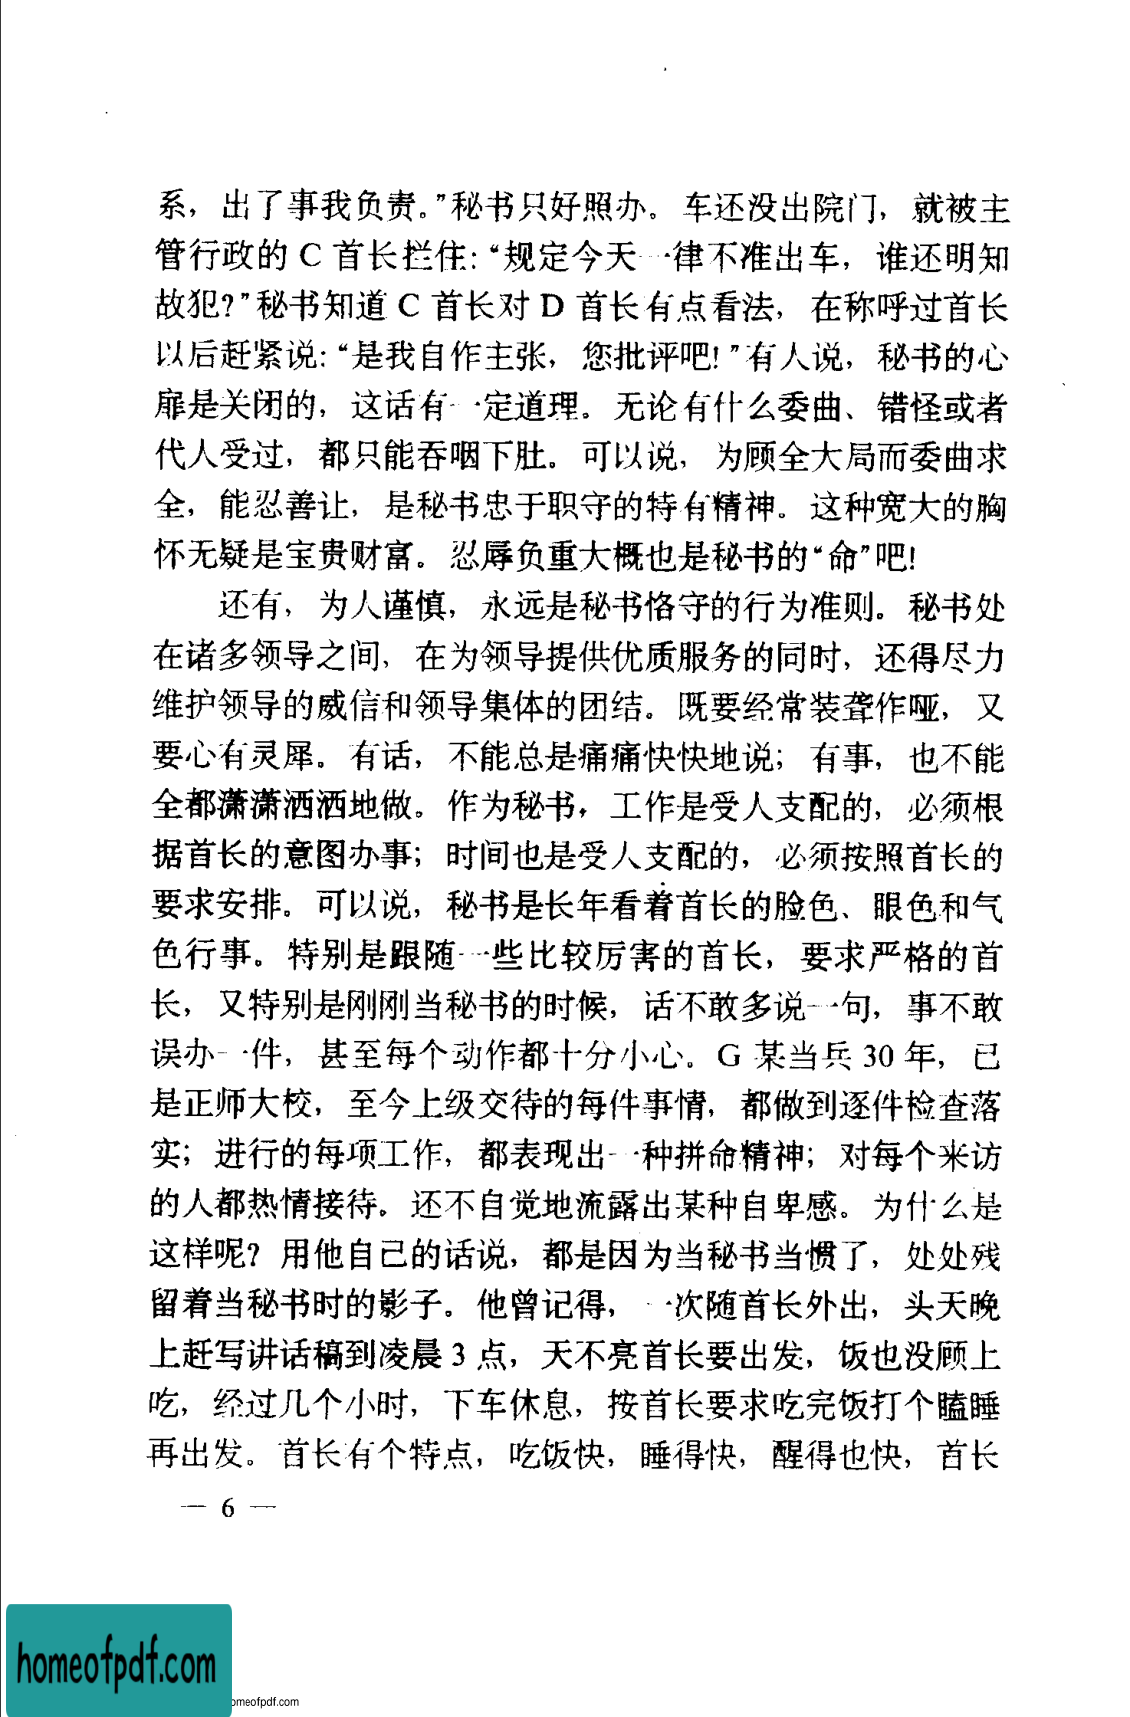 系，出了事我负责。”秘书只好照办。车还没出院门，就被主
管行政的 C 首长拦住：“规定今天一律不准出车，谁还明知
故犯？”秘书知道 C 首长对 D 首长有点看法，在称呼过首长
以后赶紧说：“是我自作主张，您批评吧！”有人说，秘书的心
扉是关闭的，这话有一定道理。无论有什么委曲、错怪或者
代人受过，都只能吞咽下肚。可以说，为顾全大局而委曲求
全，能忍善让，是秘书忠于职守的特有精神。这种宽大的胸
怀无疑是宝贵财富。忍辱负重大概也是秘书的“命”吧！
还有，为人谨慎，永远是秘书恪守的行为准则。秘书处
在诸多领导之间，在为领导提供优质服务的同时，还得尽力
维护领导的威信和领导集体的团结。既要经常装聋作哑，又
要心有灵犀。有话，不能总是痛痛快快地说；有事，也不能
全都潇潇洒洒地做。作为秘书，工作是受人支配的，必须根
据首长的意图办事；时间也是受人支配的，必须按照首长的
要求安排。可以说，秘书是长年看着首长的脸色、眼色和气
色行事。特别是跟随一些比较厉害的首长，要求严格的首
长，又特别是刚刚当秘书的时候，话不敢多说一句，事不敢
误办一件，甚至每个动作都十分小心。G 某当兵 30 年，已
是正师大校，至今上级交待的每件事情，都做到逐件检查落
实；进行的每项工作，都表现出一种拼命精神；对每个来访
的人都热情接待。还不自觉地流露出某种自卑感。为什么是
这样呢？用他自己的话说，都是因为当秘书当惯了，处处残
留着当秘书时的影子。他曾记得，一次随首长外出，头天晚
上赶写讲话稿到凌晨 3 点，天不亮首长要出发，饭也没顾上
吃，经过几个小时，下车休息，按首长要求吃完饭打个瞌睡
再出发。首长有个特点，吃饭快，睡得快，醒得也快，首长
— 6 —
homeofpdf.com
omeofpdf.com